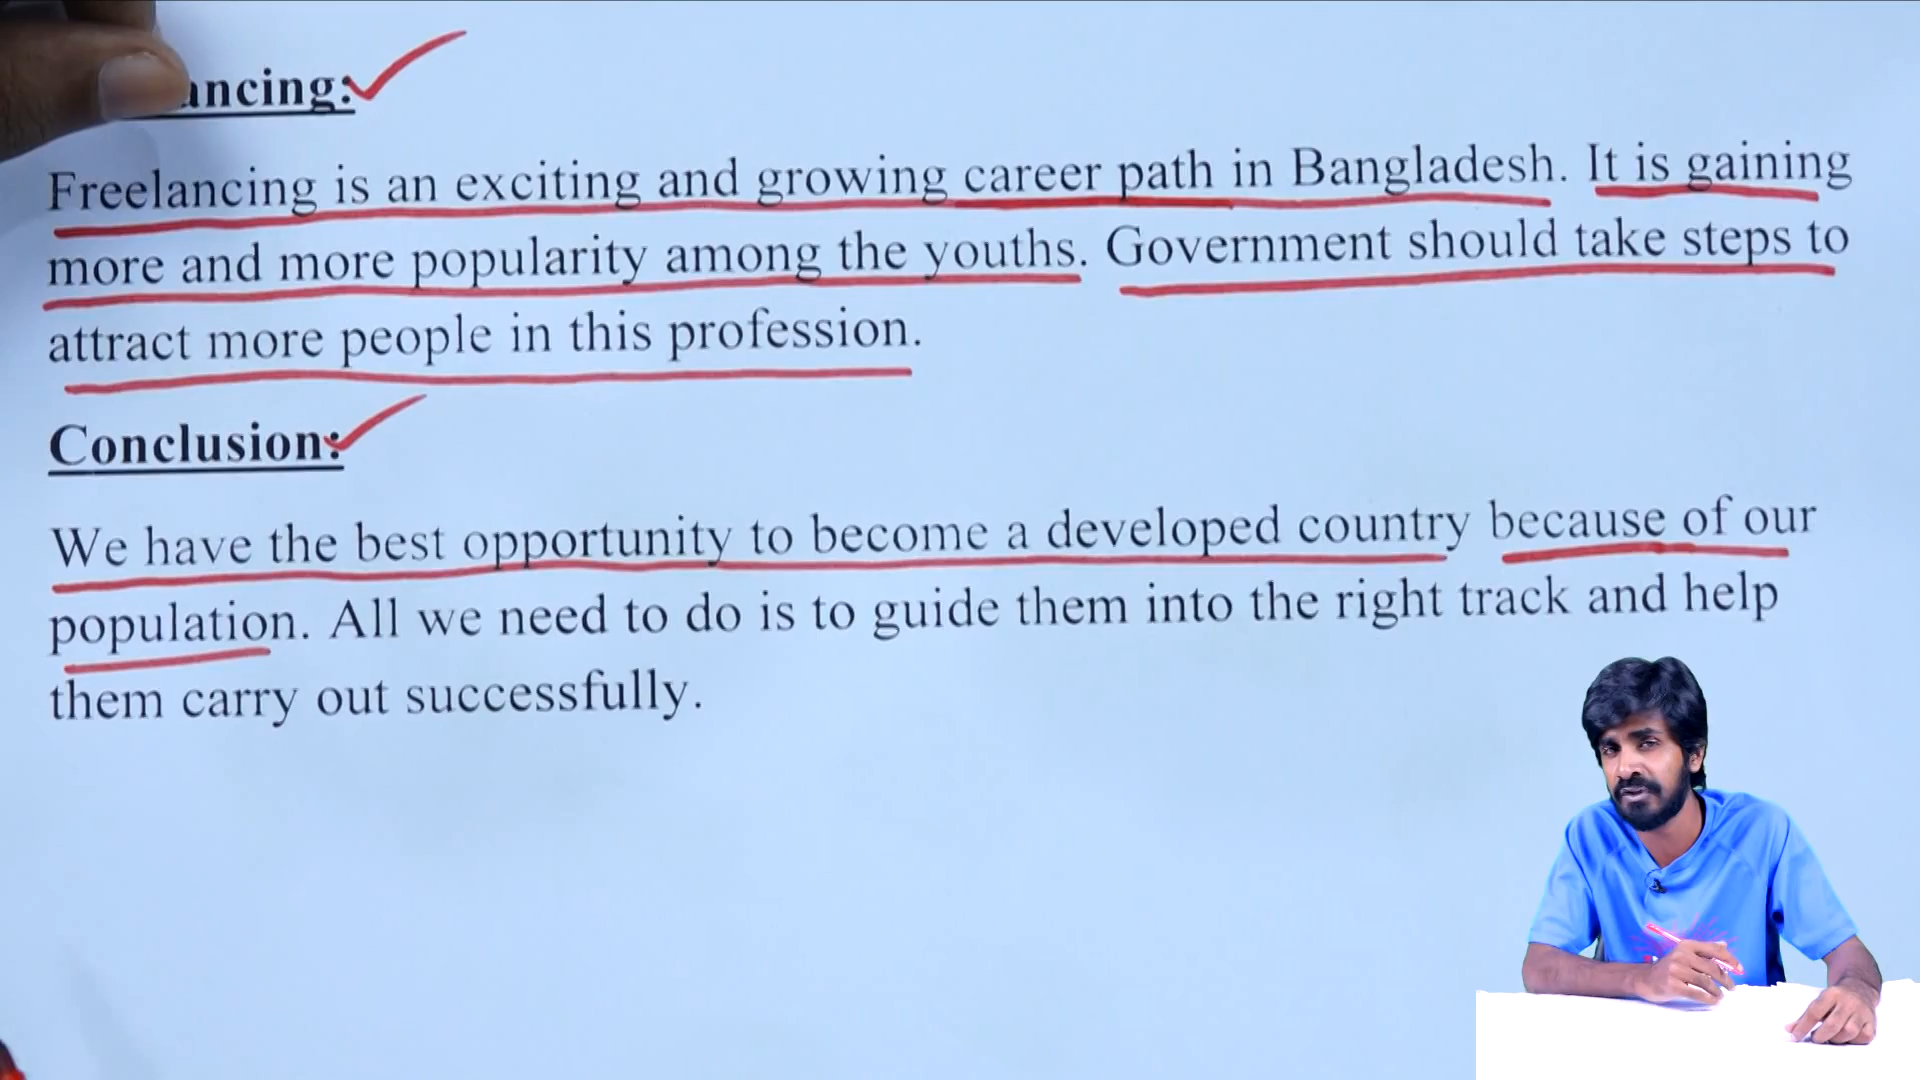 ancing:
Freelancing is an exciting and growing career path in Bangladesh. It is gaining
more and more popularity among the youths. Government should take steps to
attract more people in this profession.
Conclusion:
We have the best opportunity to become a developed country because of our
population. All we need to do is to guide them into the right track and help
them carry out successfully.